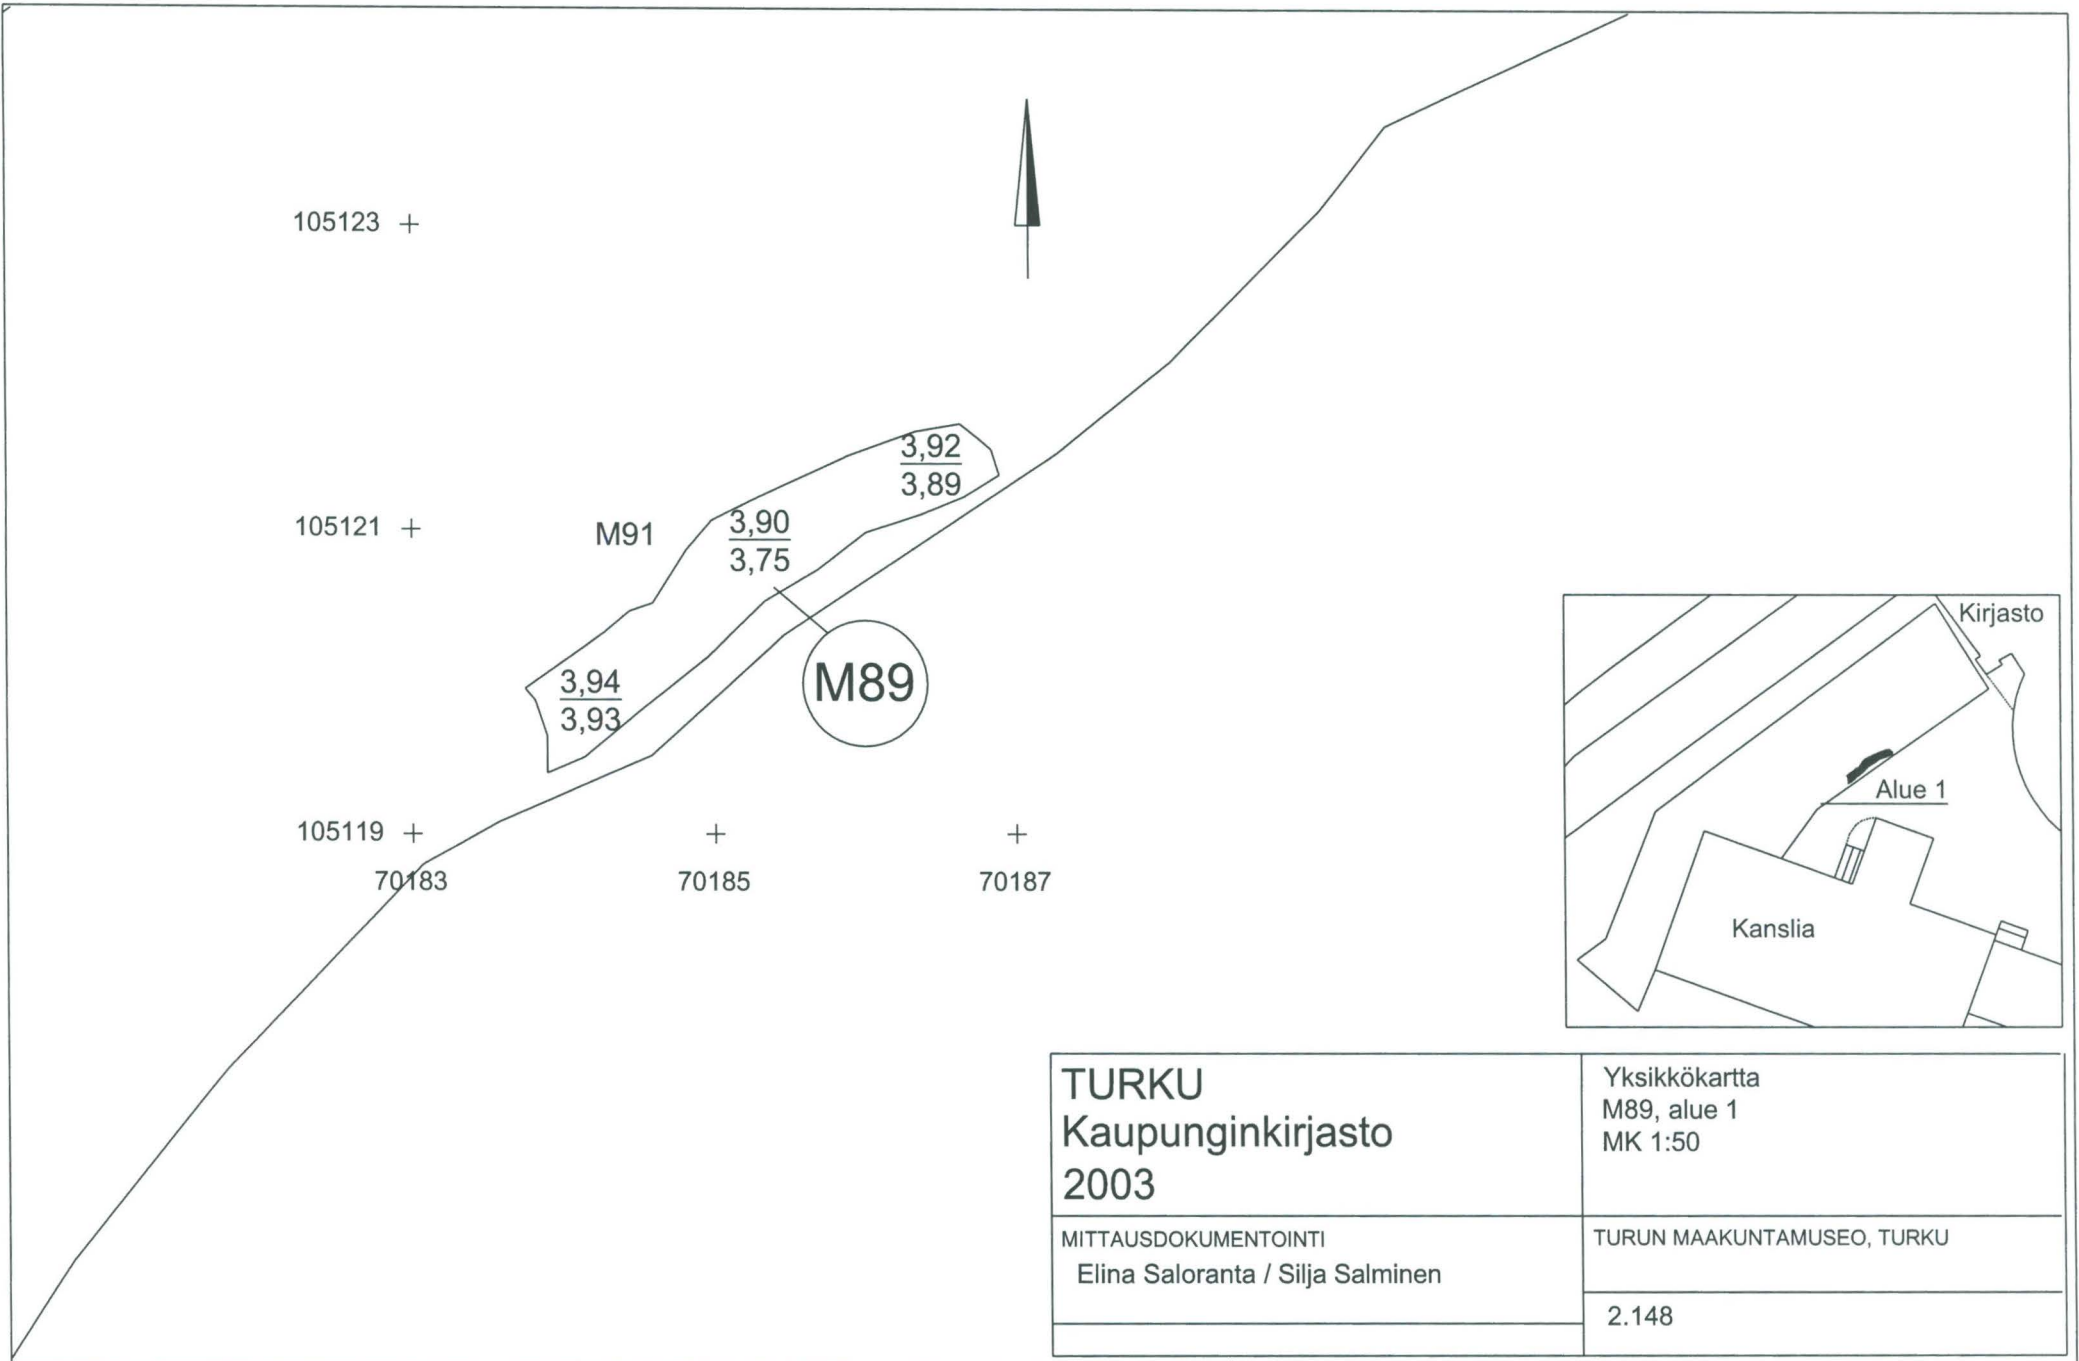 105123
3,92
3,89
105121
M91
3,90
3,75
M89
3,94
3,93
105119
70183
70185
70187
Kirjasto
Alue 1
Kanslia
TURKU
Kaupunginkirjasto
2003
Yksikkökartta
M89, alue 1
MK 1:50
MITTAUSDOKUMENTOINTI
Elina Saloranta / Silja Salminen
TURUN MAAKUNTAMUSEO, TURKU
2.148